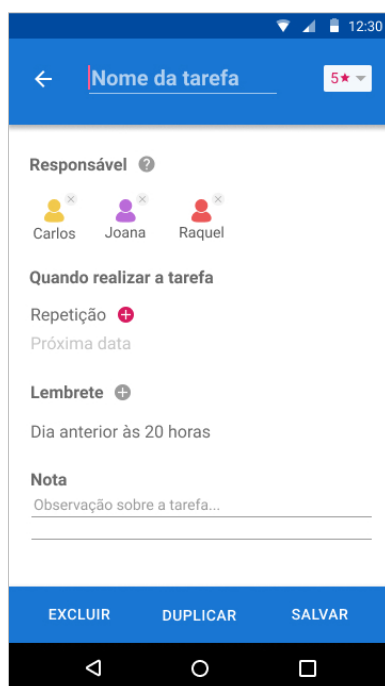 12:30
Nome da tarefa 5★
Responsável ?
Carlos Joana Raquel
Quando realizar a tarefa
Repetição
Próxima data
Lembrete
Dia anterior às 20 horas
Nota
Observação sobre a tarefa...
EXCLUIR DUPLICAR SALVAR